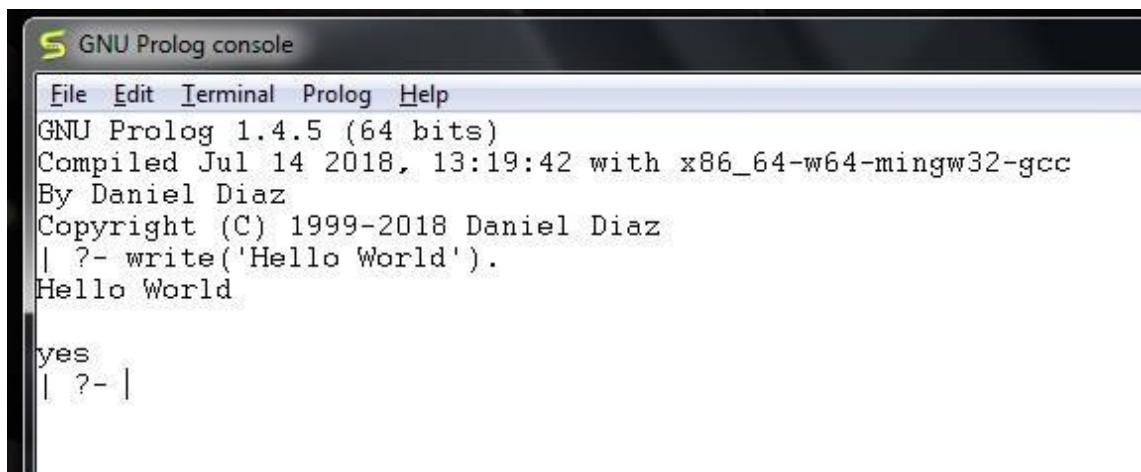 GNU Prolog console
File Edit Terminal Prolog Help
GNU Prolog 1.4.5 (64 bits)
Compiled Jul 14 2018, 13:19:42 with x86_64-w64-mingw32-gcc
By Daniel Diaz
Copyright (C) 1999-2018 Daniel Diaz
| ?- write('Hello World').
Hello World
yes
| ?-